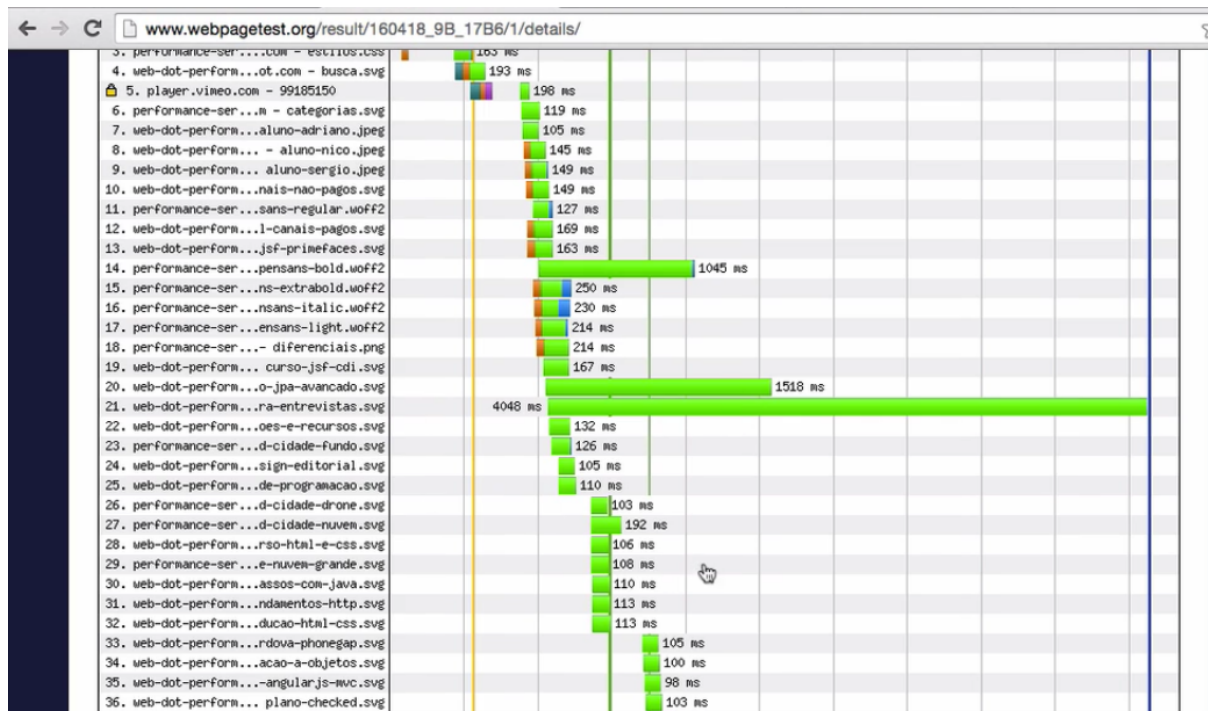 www.webpagetest.org/result/160418_9B_17B6/1/details/
3. performance-ser....com - estilos.css 163 ms
4. web-dot-perform...ot.com - busca.svg 193 ms
5. player.vimeo.com - 99185150 198 ms
6. performance-ser...m - categorias.svg 119 ms
7. web-dot-perform...aluno-adriano.jpeg 105 ms
8. web-dot-perform... - aluno-nico.jpeg 145 ms
9. web-dot-perform... aluno-sergio.jpeg 149 ms
10. web-dot-perform...nais-nao-pagos.svg 149 ms
11. performance-ser...sans-regular.woff2 127 ms
12. web-dot-perform...l-canais-pagos.svg 169 ms
13. web-dot-perform...jsf-primefaces.svg 163 ms
14. performance-ser...pensans-bold.woff2 1045 ms
15. performance-ser...ns-extrabold.woff2 250 ms
16. performance-ser...nsans-italic.woff2 230 ms
17. performance-ser...ensans-light.woff2 214 ms
18. performance-ser...- diferenciais.png 214 ms
19. web-dot-perform... curso-jsf-cdi.svg 167 ms
20. web-dot-perform...o-jpa-avancado.svg 1518 ms
21. web-dot-perform...ra-entrevistas.svg 4048 ms
22. web-dot-perform...oes-e-recursos.svg 132 ms
23. performance-ser...d-cidade-fundo.svg 126 ms
24. web-dot-perform...sign-editorial.svg 105 ms
25. web-dot-perform...de-programacao.svg 110 ms
26. performance-ser...d-cidade-drone.svg 103 ms
27. performance-ser...d-cidade-nuvem.svg 192 ms
28. web-dot-perform...rso-html-e-css.svg 106 ms
29. performance-ser...e-nuvem-grande.svg 108 ms
30. web-dot-perform...assos-com-java.svg 110 ms
31. web-dot-perform...ndamentos-http.svg 113 ms
32. web-dot-perform...ducao-html-css.svg 113 ms
33. web-dot-perform...rdova-phonegap.svg 105 ms
34. web-dot-perform...acao-a-objetos.svg 100 ms
35. web-dot-perform...-angularjs-mvc.svg 98 ms
36. web-dot-perform... plano-checked.svg 103 ms